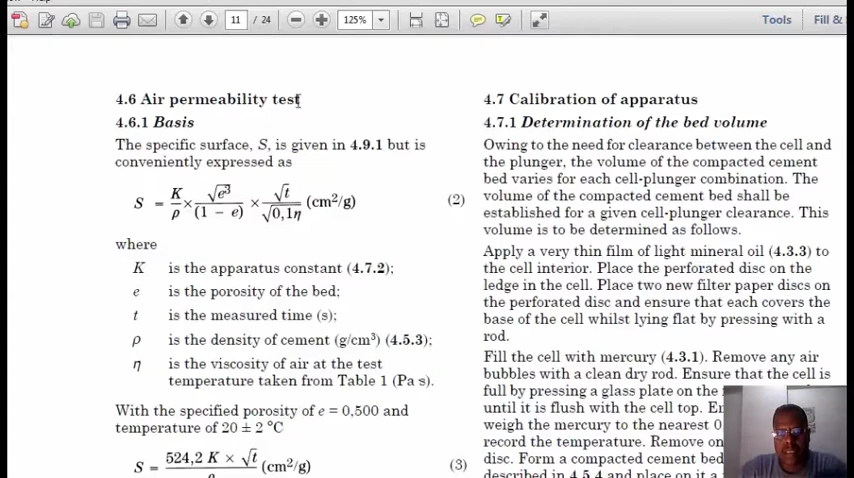 Help
11 / 24
125%
Tools
Fill &
4.6 Air permeability test
4.6.1 Basis
The specific surface, S, is given in 4.9.1 but is
conveniently expressed as
S = K/ρ × √e³/(1 − e) × √t/√0,1η (cm²/g) (2)
where
K is the apparatus constant (4.7.2);
e is the porosity of the bed;
t is the measured time (s);
ρ is the density of cement (g/cm³) (4.5.3);
η is the viscosity of air at the test
temperature taken from Table 1 (Pa s).
With the specified porosity of e = 0,500 and
temperature of 20 ± 2 °C
S = 524,2 K × √t (cm²/g) (3)
4.7 Calibration of apparatus
4.7.1 Determination of the bed volume
Owing to the need for clearance between the cell and
the plunger, the volume of the compacted cement
bed varies for each cell-plunger combination. The
volume of the compacted cement bed shall be
established for a given cell-plunger clearance. This
volume is to be determined as follows.
Apply a very thin film of light mineral oil (4.3.3) to
the cell interior. Place the perforated disc on the
ledge in the cell. Place two new filter paper discs on
the perforated disc and ensure that each covers the
base of the cell whilst lying flat by pressing with a
rod.
Fill the cell with mercury (4.3.1). Remove any air
bubbles with a clean dry rod. Ensure that the cell is
full by pressing a glass plate on the
until it is flush with the cell top.
weigh the mercury to the nearest 0
record the temperature. Remove on
disc. Form a compacted cement bed
described in 4.5.4 and place on it a